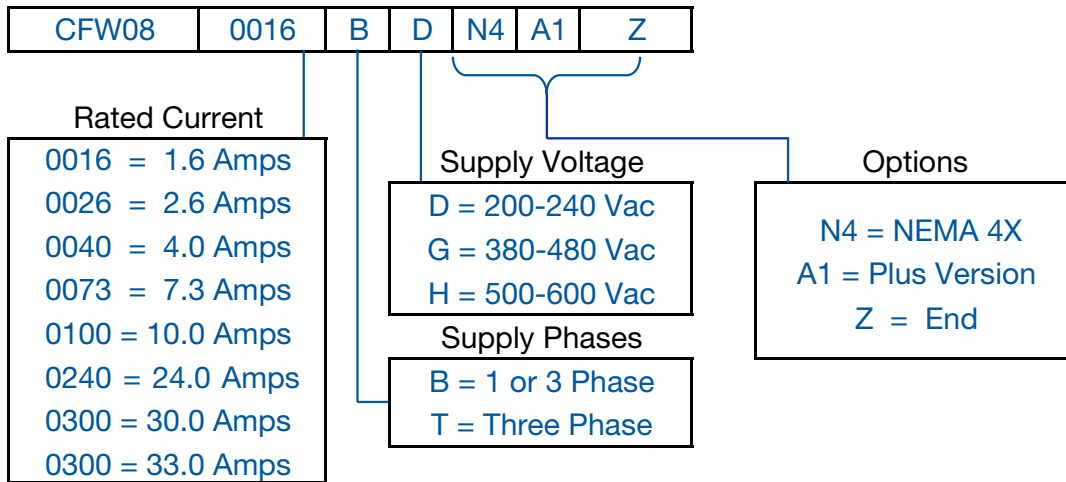 CFW08 0016 B D N4 A1 Z
Rated Current
0016 = 1.6 Amps
0026 = 2.6 Amps
0040 = 4.0 Amps
0073 = 7.3 Amps
0100 = 10.0 Amps
0240 = 24.0 Amps
0300 = 30.0 Amps
0300 = 33.0 Amps
Supply Voltage
D = 200-240 Vac
G = 380-480 Vac
H = 500-600 Vac
Supply Phases
B = 1 or 3 Phase
T = Three Phase
Options
N4 = NEMA 4X
A1 = Plus Version
Z = End